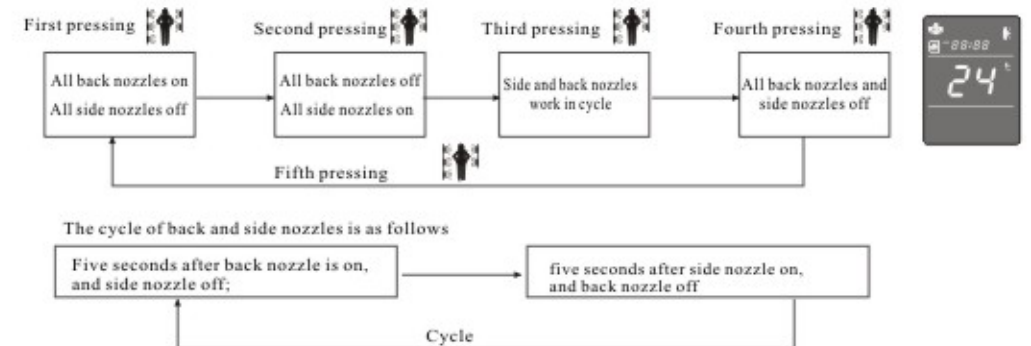 First pressing
Second pressing
Third pressing
Fourth pressing
All back nozzles on
All side nozzles off
All back nozzles off
All side nozzles on
Side and back nozzles
work in cycle
All back nozzles and
side nozzles off
-88:88
24
Fifth pressing
The cycle of back and side nozzles is as follows
Five seconds after back nozzle is on,
and side nozzle off;
five seconds after side nozzle on,
and back nozzle off
Cycle